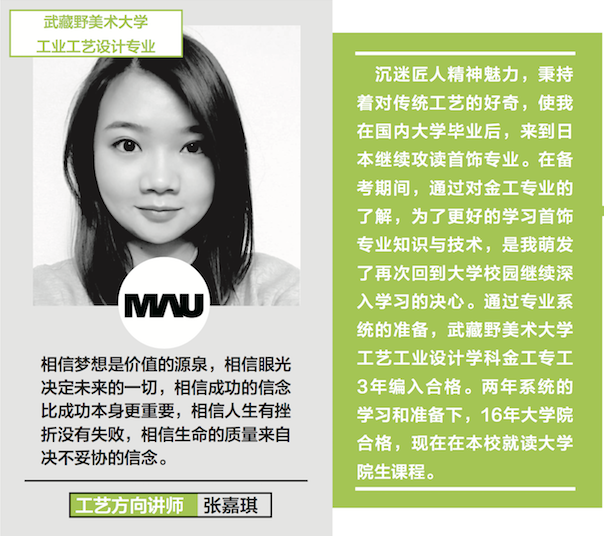 武藏野美术大学
工业工艺设计专业
MAU
相信梦想是价值的源泉，相信眼光
决定未来的一切，相信成功的信念
比成功本身更重要，相信人生有挫
折没有失败，相信生命的质量来自
决不妥协的信念。
工艺方向讲师 张嘉琪
沉迷匠人精神魅力，秉持
着对传统工艺的好奇，使我
在国内大学毕业后，来到日
本继续攻读首饰专业。在备
考期间，通过对金工专业的
了解，为了更好的学习首饰
专业知识与技术，是我萌发
了再次回到大学校园继续深
入学习的决心。通过专业系
统的准备，武藏野美术大学
工艺工业设计学科金工专工
3年编入合格。两年系统的
学习和准备下，16年大学院
合格，现在在本校就读大学
院生课程。